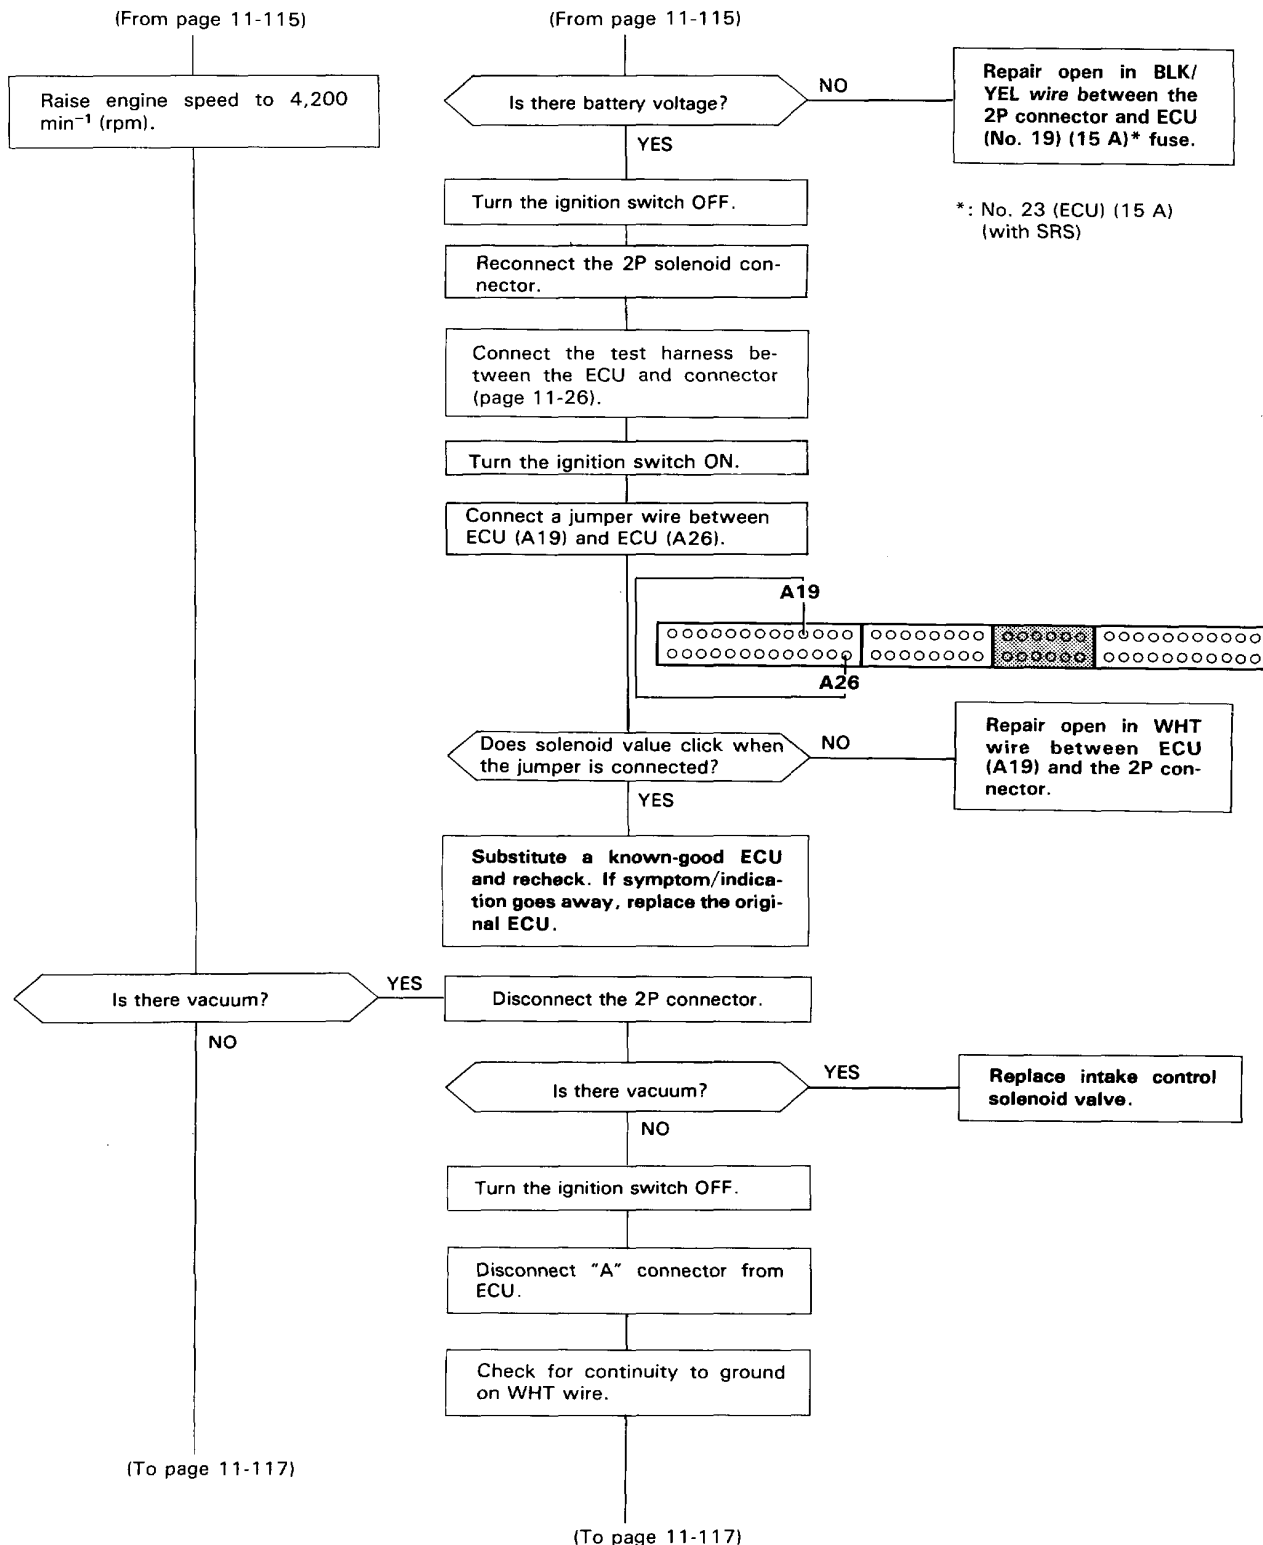 (From page 11-115)
(From page 11-115)
Raise engine speed to 4,200
min⁻¹ (rpm).
Is there battery voltage?
NO
Repair open in BLK/
YEL wire between the
2P connector and ECU
(No. 19) (15 A)* fuse.
YES
*: No. 23 (ECU) (15 A)
(with SRS)
Turn the ignition switch OFF.
Reconnect the 2P solenoid con-
nector.
Connect the test harness be-
tween the ECU and connector
(page 11-26).
Turn the ignition switch ON.
Connect a jumper wire between
ECU (A19) and ECU (A26).
A19
A26
Does solenoid value click when
the jumper is connected?
NO
Repair open in WHT
wire between ECU
(A19) and the 2P con-
nector.
YES
Substitute a known-good ECU
and recheck. If symptom/indica-
tion goes away, replace the origi-
nal ECU.
Is there vacuum?
YES
Disconnect the 2P connector.
NO
Is there vacuum?
YES
Replace intake control
solenoid valve.
NO
Turn the ignition switch OFF.
Disconnect "A" connector from
ECU.
Check for continuity to ground
on WHT wire.
(To page 11-117)
(To page 11-117)